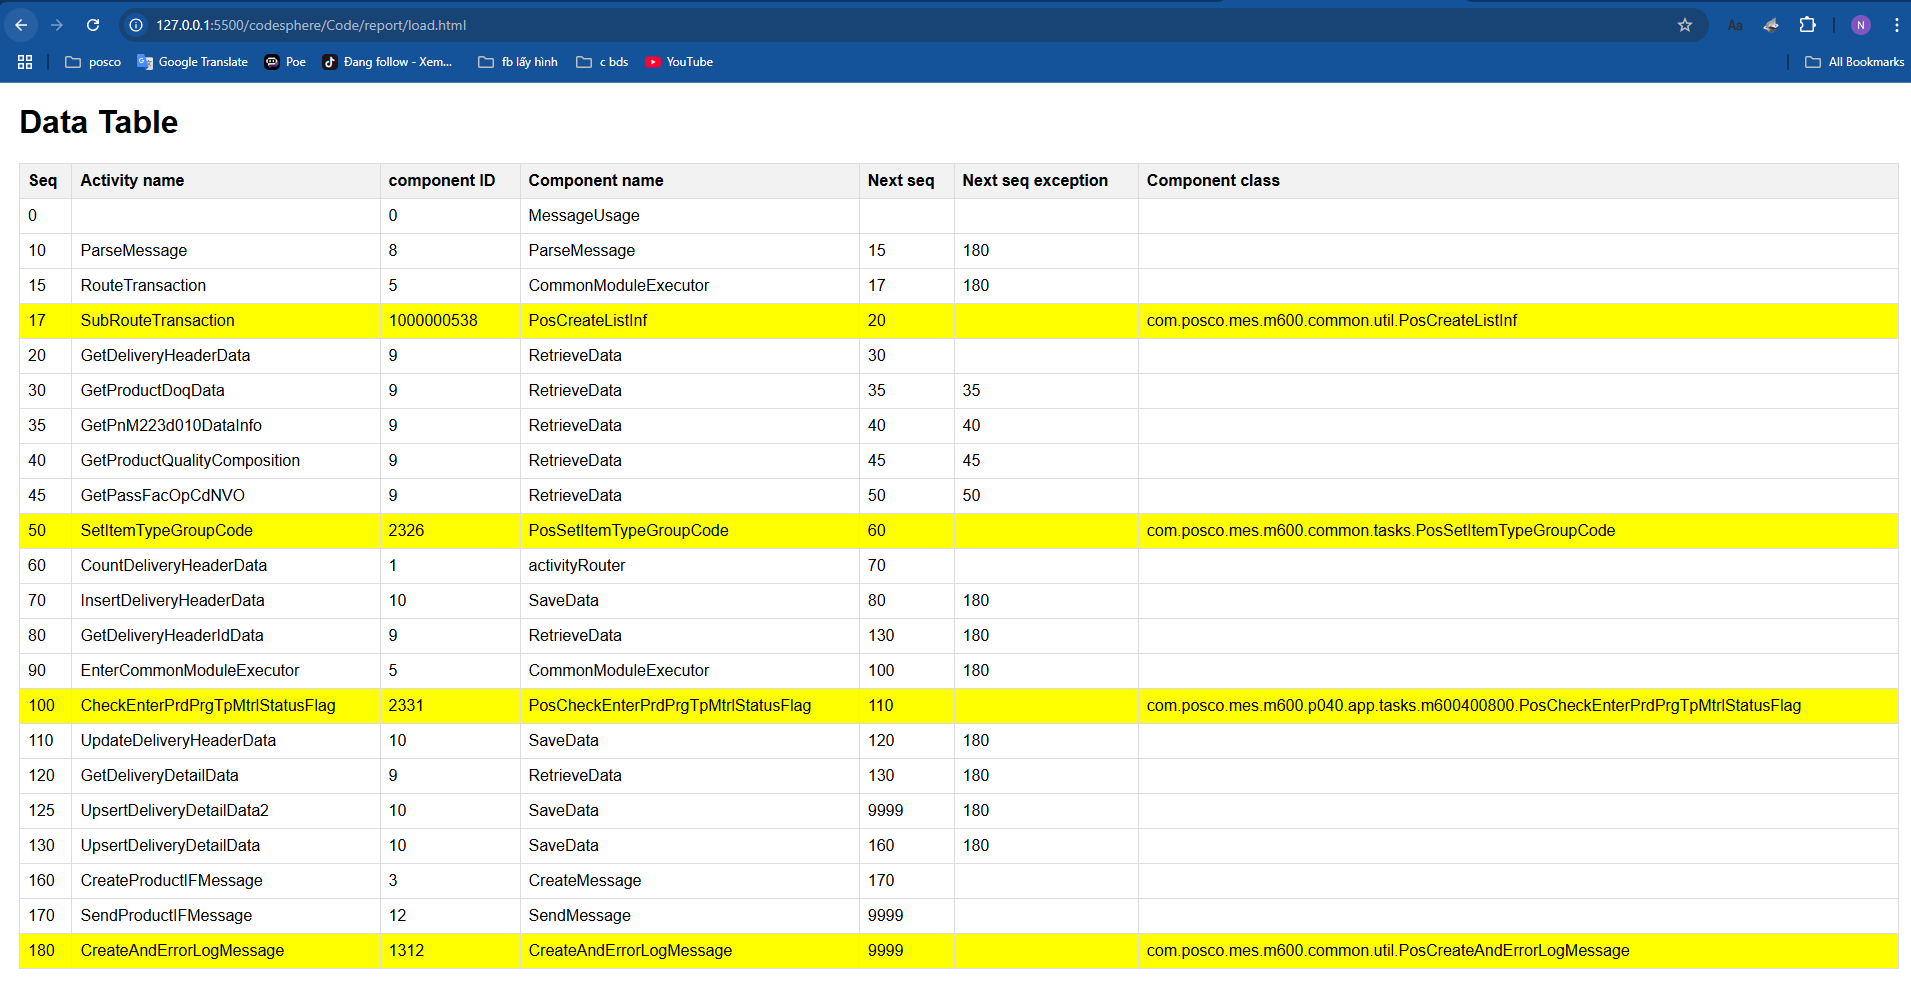 127.0.0.1:5500/codesphere/Code/report/load.html
Aa
N
posco Google Translate Poe Đang follow - Xem... fb lấy hình c bds YouTube All Bookmarks
Data Table
Seq Activity name component ID Component name Next seq Next seq exception Component class
0 0 MessageUsage
10 ParseMessage 8 ParseMessage 15 180
15 RouteTransaction 5 CommonModuleExecutor 17 180
17 SubRouteTransaction 1000000538 PosCreateListInf 20 com.posco.mes.m600.common.util.PosCreateListInf
20 GetDeliveryHeaderData 9 RetrieveData 30
30 GetProductDoqData 9 RetrieveData 35 35
35 GetPnM223d010DataInfo 9 RetrieveData 40 40
40 GetProductQualityComposition 9 RetrieveData 45 45
45 GetPassFacOpCdNVO 9 RetrieveData 50 50
50 SetItemTypeGroupCode 2326 PosSetItemTypeGroupCode 60 com.posco.mes.m600.common.tasks.PosSetItemTypeGroupCode
60 CountDeliveryHeaderData 1 activityRouter 70
70 InsertDeliveryHeaderData 10 SaveData 80 180
80 GetDeliveryHeaderIdData 9 RetrieveData 130 180
90 EnterCommonModuleExecutor 5 CommonModuleExecutor 100 180
100 CheckEnterPrdPrgTpMtrlStatusFlag 2331 PosCheckEnterPrdPrgTpMtrlStatusFlag 110 com.posco.mes.m600.p040.app.tasks.m600400800.PosCheckEnterPrdPrgTpMtrlStatusFlag
110 UpdateDeliveryHeaderData 10 SaveData 120 180
120 GetDeliveryDetailData 9 RetrieveData 130 180
125 UpsertDeliveryDetailData2 10 SaveData 9999 180
130 UpsertDeliveryDetailData 10 SaveData 160 180
160 CreateProductIFMessage 3 CreateMessage 170
170 SendProductIFMessage 12 SendMessage 9999
180 CreateAndErrorLogMessage 1312 CreateAndErrorLogMessage 9999 com.posco.mes.m600.common.util.PosCreateAndErrorLogMessage